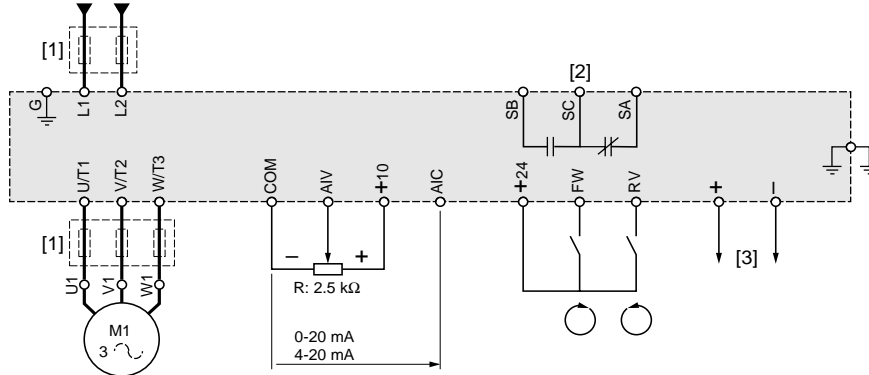 [1]
[2]
G
L1
L2
SB
SC
SA
U/T1
V/T2
W/T3
COM
AIV
+10
AIC
+24
FW
RV
+
−
[1]
− +
[3]
R: 2.5 kΩ
U1
V1
W1
M1
3
0-20 mA
4-20 mA